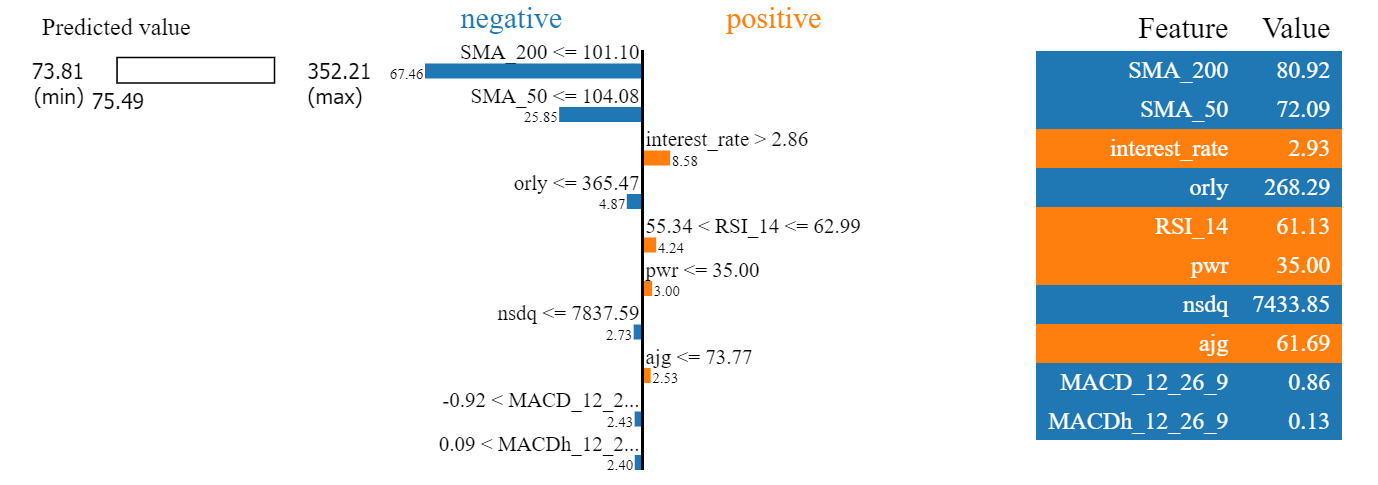 Predicted value
73.81
(min)
75.49
352.21
(max)
negative
positive
SMA_200 <= 101.10
67.46
SMA_50 <= 104.08
25.85
interest_rate > 2.86
8.58
orly <= 365.47
4.87
55.34 < RSI_14 <= 62.99
4.24
pwr <= 35.00
3.00
nsdq <= 7837.59
2.73
ajg <= 73.77
2.53
-0.92 < MACD_12_2...
2.43
0.09 < MACDh_12_2...
2.40
Feature Value
SMA_200 80.92
SMA_50 72.09
interest_rate 2.93
orly 268.29
RSI_14 61.13
pwr 35.00
nsdq 7433.85
ajg 61.69
MACD_12_26_9 0.86
MACDh_12_26_9 0.13